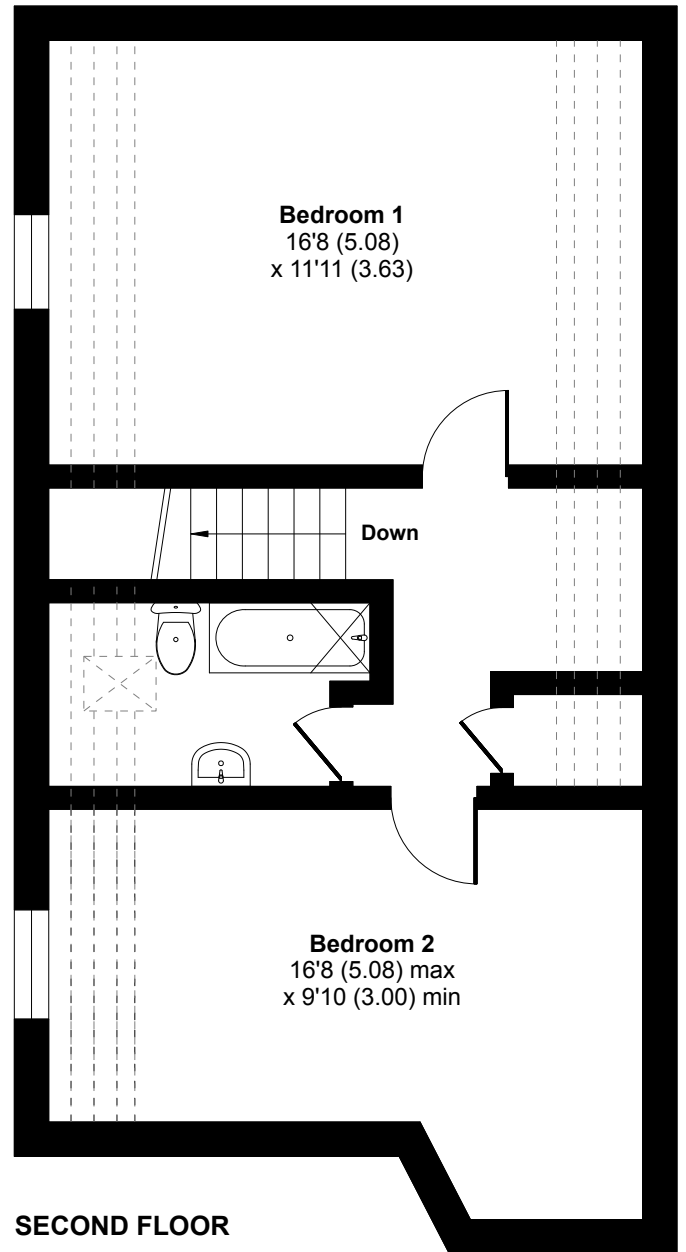 Bedroom 1
16'8 (5.08)
x 11'11 (3.63)
Down
Bedroom 2
16'8 (5.08) max
x 9'10 (3.00) min
SECOND FLOOR